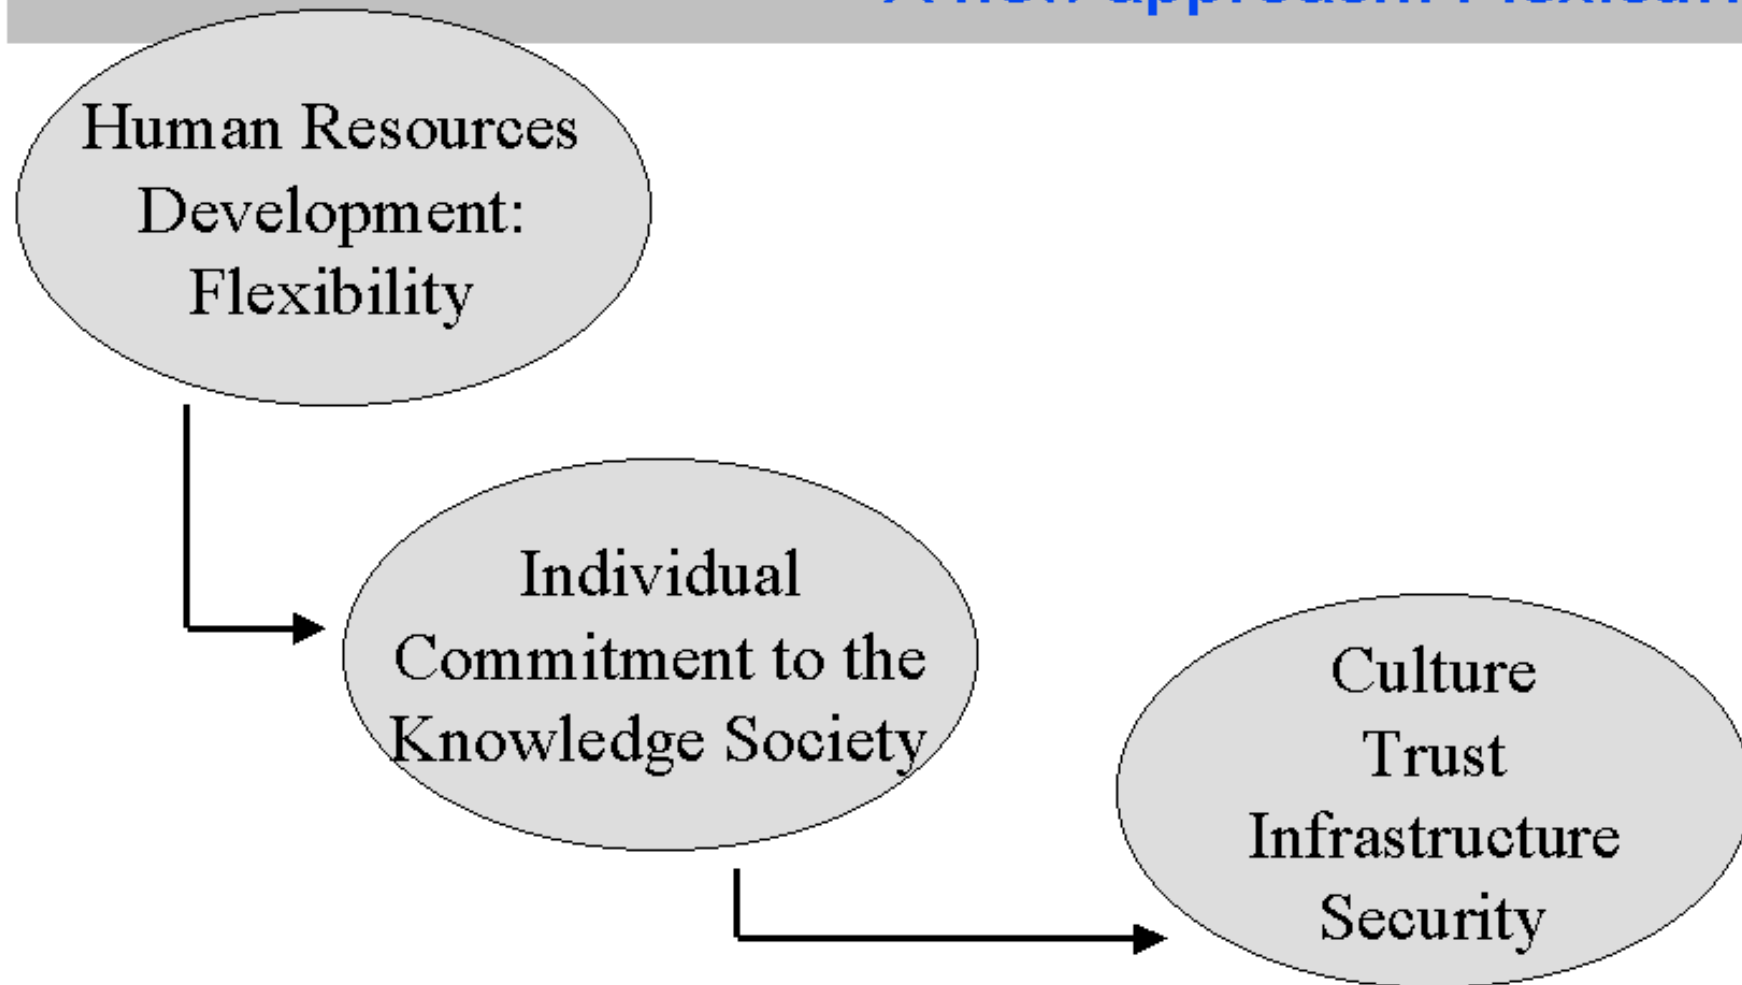 Human Resources
Development:
Flexibility
Individual
Commitment to the
Knowledge Society
Culture
Trust
Infrastructure
Security